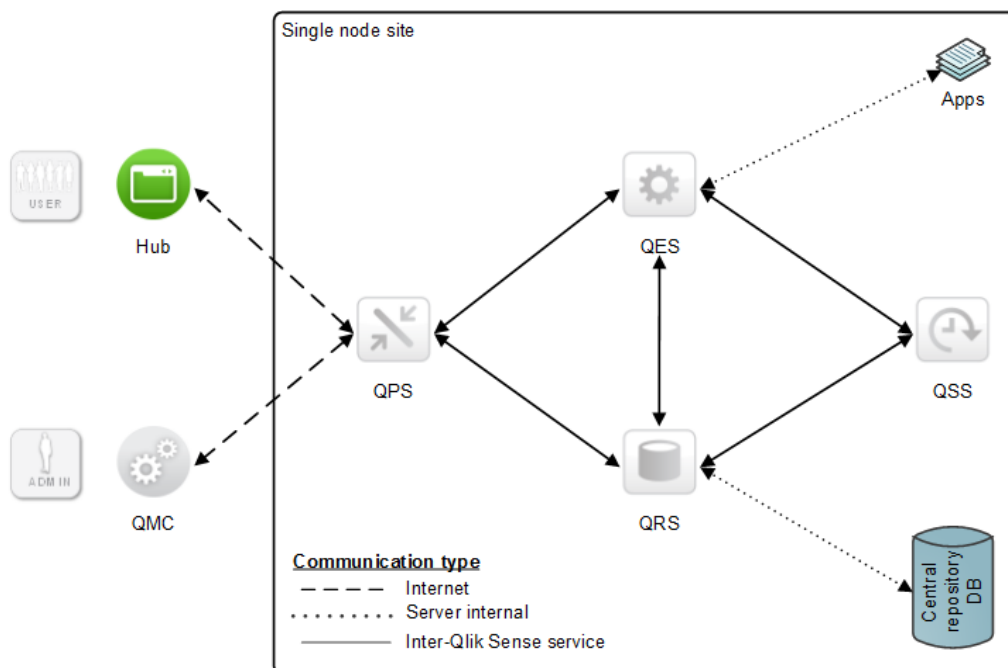 Single node site
Apps
USER
Hub
QES
QPS
QSS
ADMIN
QMC
QRS
Communication type
Internet
Server internal
Inter-Qlik Sense service
Central
repository
DB